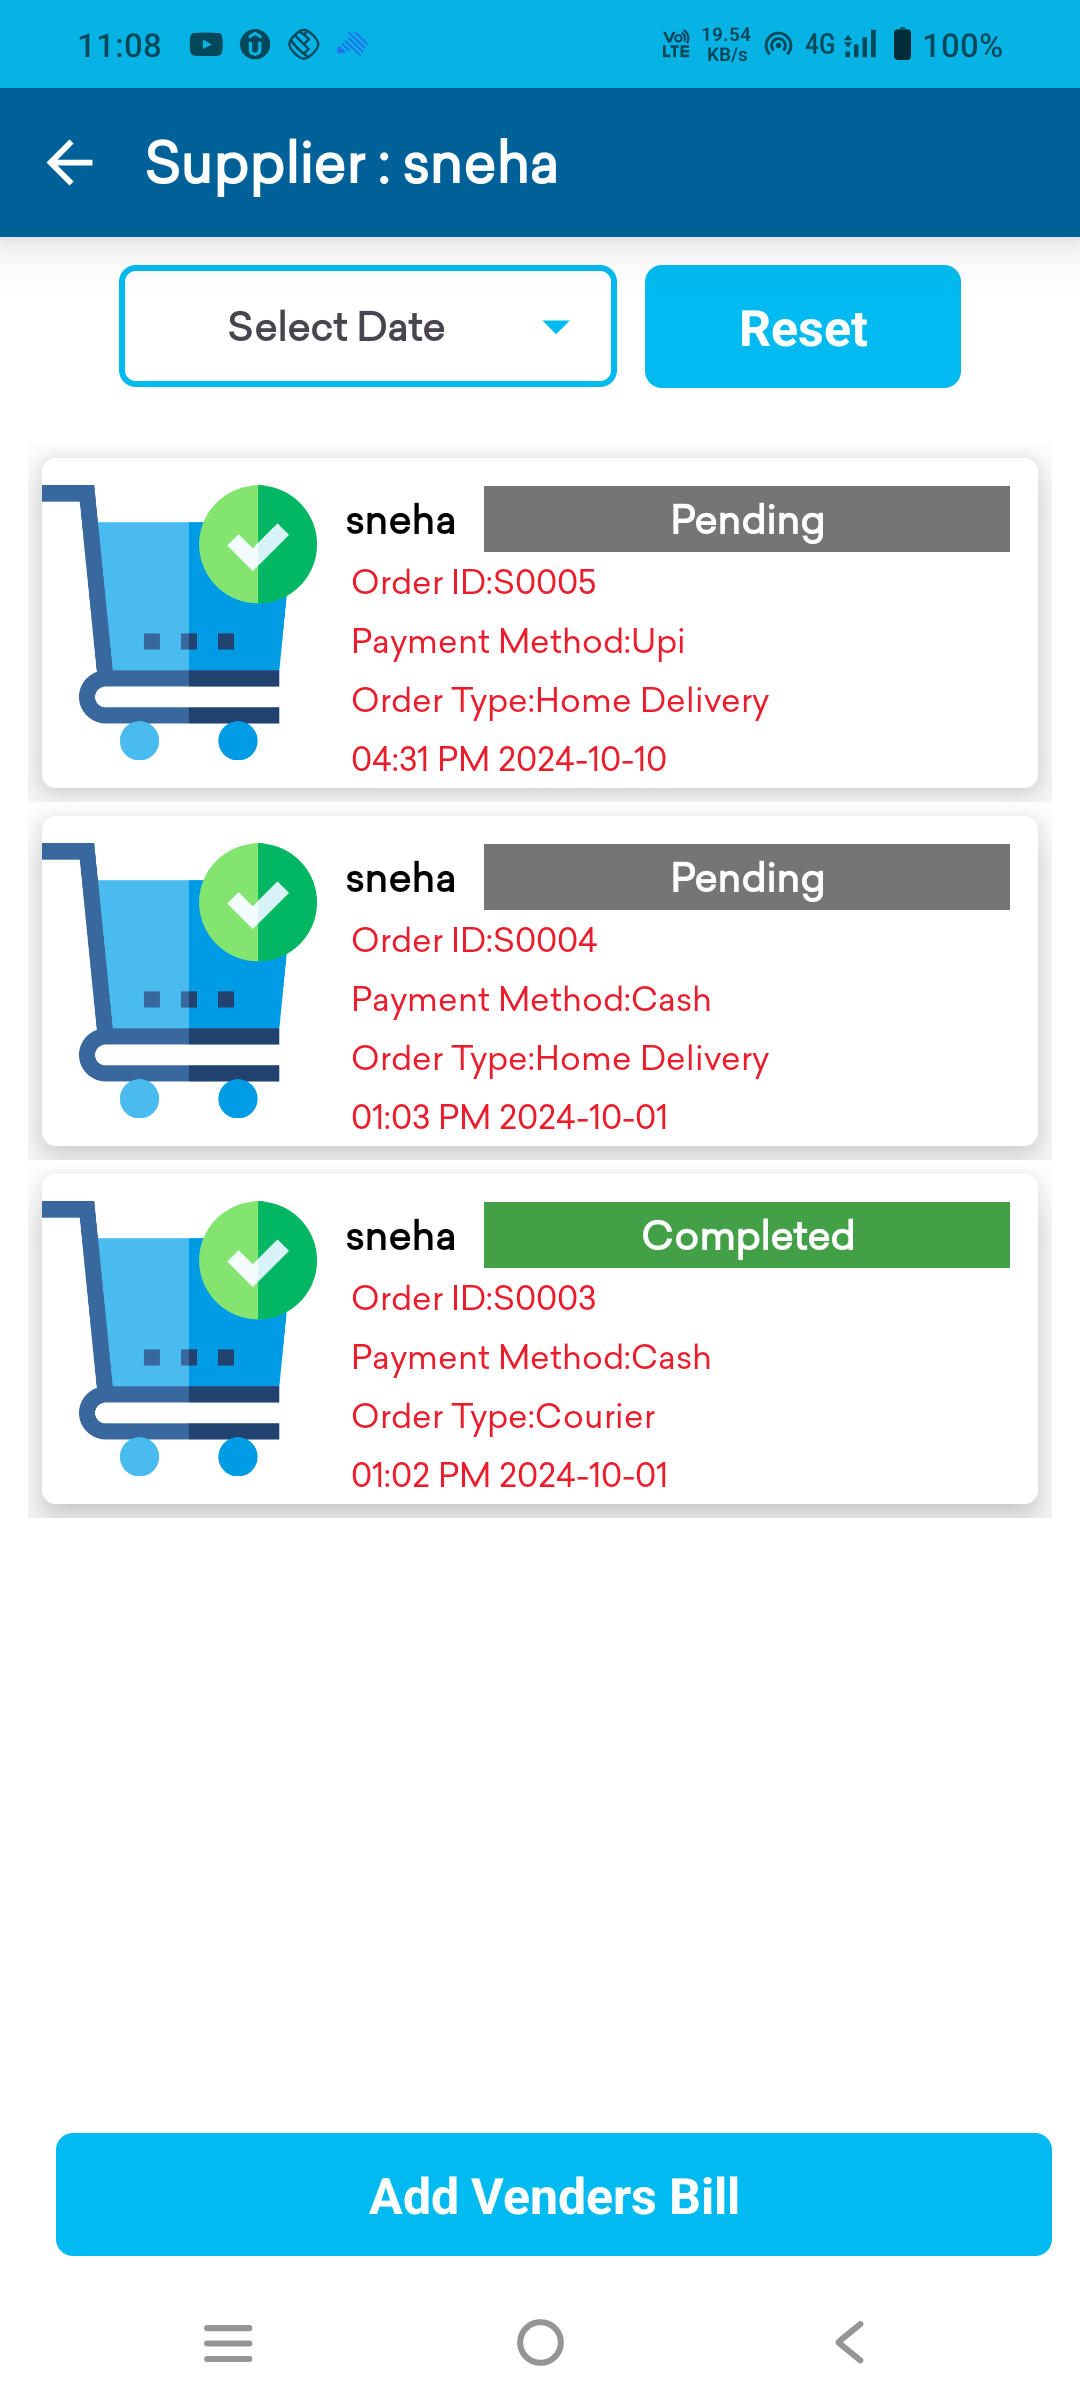 11:08
Vo) LTE 19.54 KB/s 4G 100%
Supplier : sneha
Select Date
Reset
sneha
Pending
Order ID:S0005
Payment Method:Upi
Order Type:Home Delivery
04:31 PM 2024-10-10
sneha
Pending
Order ID:S0004
Payment Method:Cash
Order Type:Home Delivery
01:03 PM 2024-10-01
sneha
Completed
Order ID:S0003
Payment Method:Cash
Order Type:Courier
01:02 PM 2024-10-01
Add Venders Bill